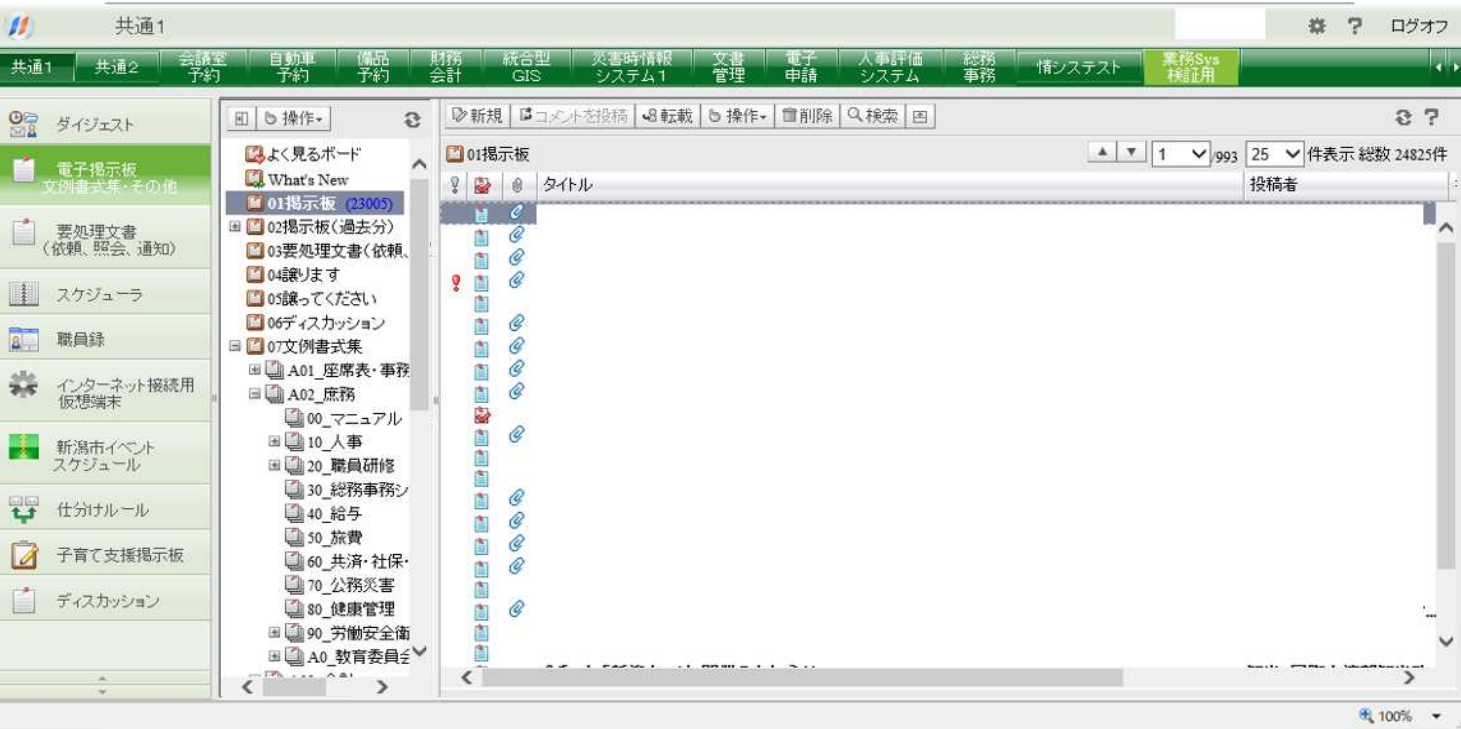 共通1
? ログオフ
共通1
共通2
会議室
予約
自動車
予約
備品
予約
財務
会計
統合型
GIS
災害時情報
システム1
文書
管理
電子
申請
人事評価
システム
総務
事務
情システスト
業務Sys
検証用
ダイジェスト
電子掲示板
文例書式集・その他
要処理文書
(依頼、照会、通知)
スケジューラ
職員録
インターネット接続用
仮想端末
新潟市イベント
スケジュール
仕分けルール
子育て支援掲示板
ディスカッション
操作
よく見るボード
What's New
01掲示板 (23005)
02掲示板(過去分)
03要処理文書(依頼、
04譲ります
05譲ってください
06ディスカッション
07文例書式集
A01_座席表・事務
A02_庶務
00_マニュアル
10_人事
20_職員研修
30_総務事務シ
40_給与
50_旅費
60_共済・社保・
70_公務災害
80_健康管理
90_労働安全衛
A0_教育委員会
新規 コメントを投稿 転載 操作 削除 検索
?
01掲示板
1 /993 25 件表示 総数 24825件
タイトル 投稿者
100%